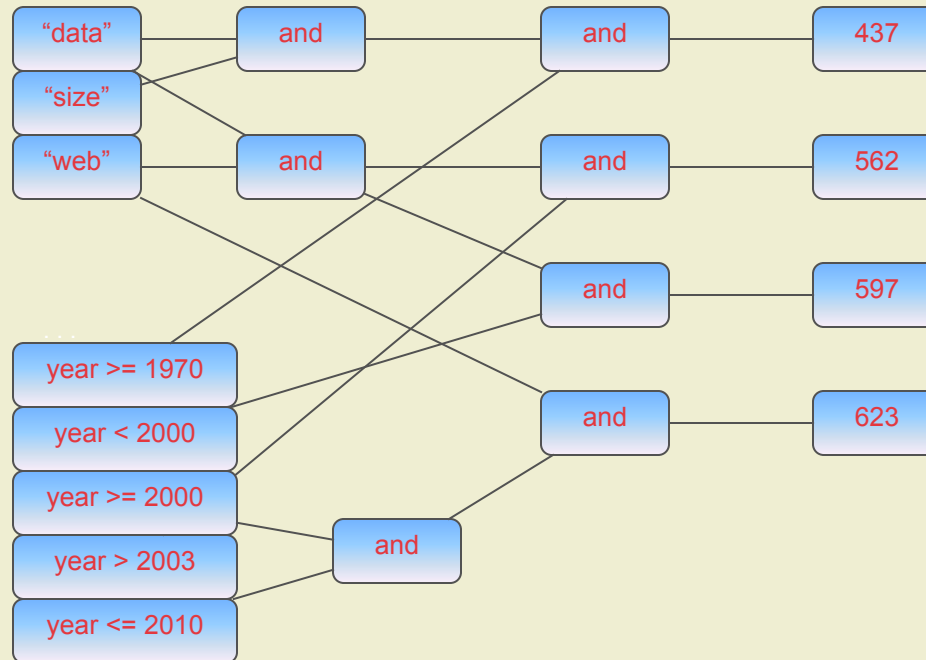 “data” and and 437
“size”
“web” and and 562
and 597
. . .
year >= 1970
year < 2000 and 623
year >= 2000
year > 2003 and
year <= 2010